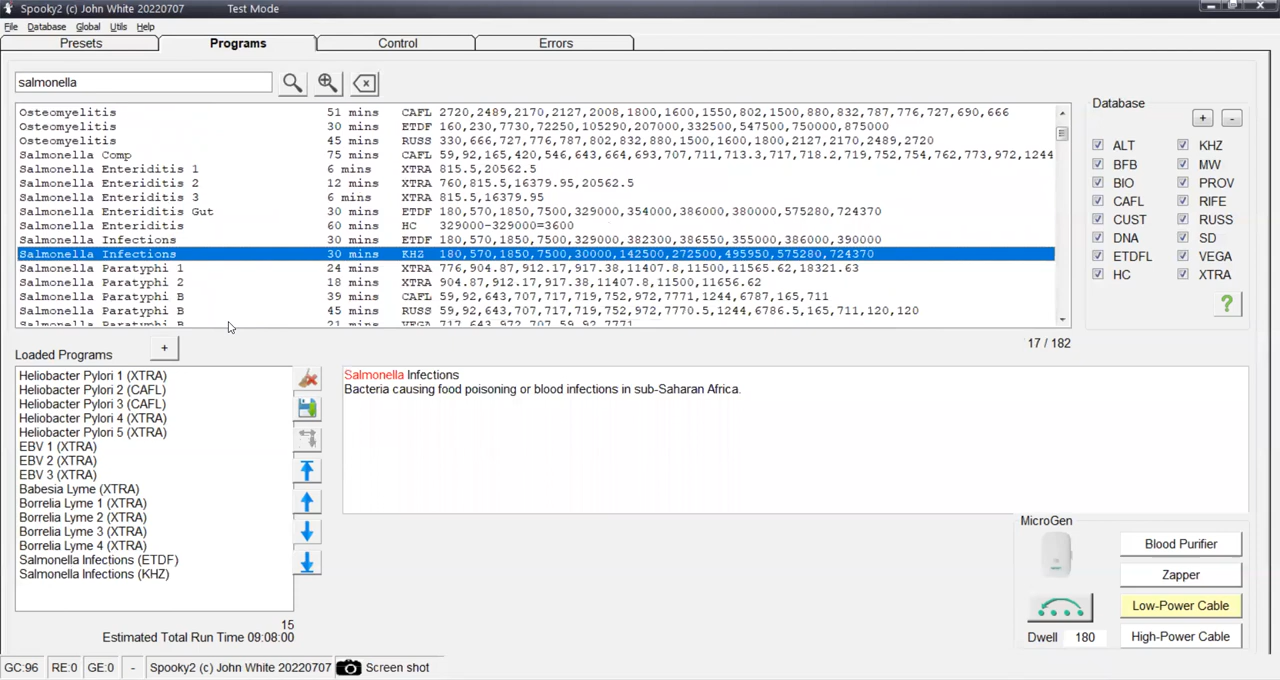 Spooky2 (c) John White 20220707 Test Mode
File Database Global Utils Help
Presets Programs Control Errors
salmonella
Osteomyelitis 51 mins CAFL 2720,2489,2170,2127,2008,1800,1600,1550,802,1500,880,832,787,776,727,690,666
Osteomyelitis 30 mins ETDF 160,230,7730,72250,105290,207000,332500,547500,750000,875000
Osteomyelitis 45 mins RUSS 330,666,727,776,787,802,832,880,1500,1600,1800,2127,2170,2489,2720
Salmonella Comp 75 mins CAFL 59,92,165,420,546,643,664,693,707,711,713.3,717,718.2,719,752,754,762,773,972,1244
Salmonella Enteriditis 1 6 mins XTRA 815.5,20562.5
Salmonella Enteriditis 2 12 mins XTRA 760,815.5,16379.95,20562.5
Salmonella Enteriditis 3 6 mins XTRA 815.5,16379.95
Salmonella Enteriditis Gut 30 mins ETDF 180,570,1850,7500,329000,354000,386000,380000,575280,724370
Salmonella Enteriditis 60 mins HC 329000-329000=3600
Salmonella Infections 30 mins ETDF 180,570,1850,7500,329000,382300,386550,355000,386000,390000
Salmonella Infections 30 mins KHZ 180,570,1850,7500,30000,142500,272500,495950,575280,724370
Salmonella Paratyphi 1 24 mins XTRA 776,904.87,912.17,917.38,11407.8,11500,11565.62,18321.63
Salmonella Paratyphi 2 18 mins XTRA 904.87,912.17,917.38,11407.8,11500,11656.62
Salmonella Paratyphi B 39 mins CAFL 59,92,643,707,717,719,752,972,7771,1244,6787,165,711
Salmonella Paratyphi B 45 mins RUSS 59,92,643,707,717,719,752,972,7770.5,1244,6786.5,165,711,120,120
Salmonella Paratyphi B 21 mins VEGA 717,643,972,707,59,92,7771
Database
+ -
ALT KHZ
BFB MW
BIO PROV
CAFL RIFE
CUST RUSS
DNA SD
ETDFL VEGA
HC XTRA
?
17 / 182
Loaded Programs +
Heliobacter Pylori 1 (XTRA)
Heliobacter Pylori 2 (CAFL)
Heliobacter Pylori 3 (CAFL)
Heliobacter Pylori 4 (XTRA)
Heliobacter Pylori 5 (XTRA)
EBV 1 (XTRA)
EBV 2 (XTRA)
EBV 3 (XTRA)
Babesia Lyme (XTRA)
Borrelia Lyme 1 (XTRA)
Borrelia Lyme 2 (XTRA)
Borrelia Lyme 3 (XTRA)
Borrelia Lyme 4 (XTRA)
Salmonella Infections (ETDF)
Salmonella Infections (KHZ)
15
Estimated Total Run Time 09:08:00
Salmonella Infections
Bacteria causing food poisoning or blood infections in sub-Saharan Africa.
MicroGen
Blood Purifier
Zapper
Low-Power Cable
High-Power Cable
Dwell 180
GC:96 RE:0 GE:0 - Spooky2 (c) John White 20220707 Screen shot